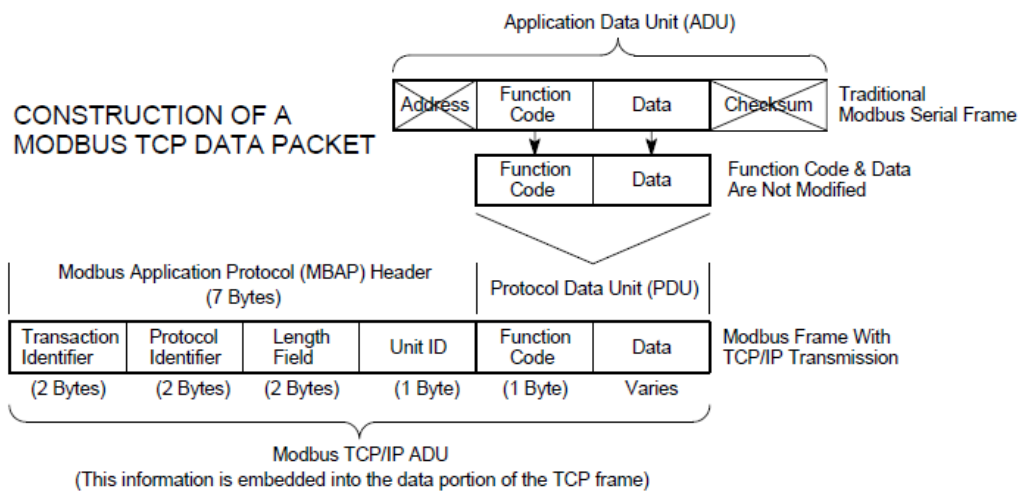 Application Data Unit (ADU)
CONSTRUCTION OF A
MODBUS TCP DATA PACKET
Address
Function
Code
Data
Checksum
Traditional
Modbus Serial Frame
Function
Code
Data
Function Code & Data
Are Not Modified
Modbus Application Protocol (MBAP) Header
(7 Bytes)
Protocol Data Unit (PDU)
Transaction
Identifier
Protocol
Identifier
Length
Field
Unit ID
Function
Code
Data
Modbus Frame With
TCP/IP Transmission
(2 Bytes)
(2 Bytes)
(2 Bytes)
(1 Byte)
(1 Byte)
Varies
Modbus TCP/IP ADU
(This information is embedded into the data portion of the TCP frame)